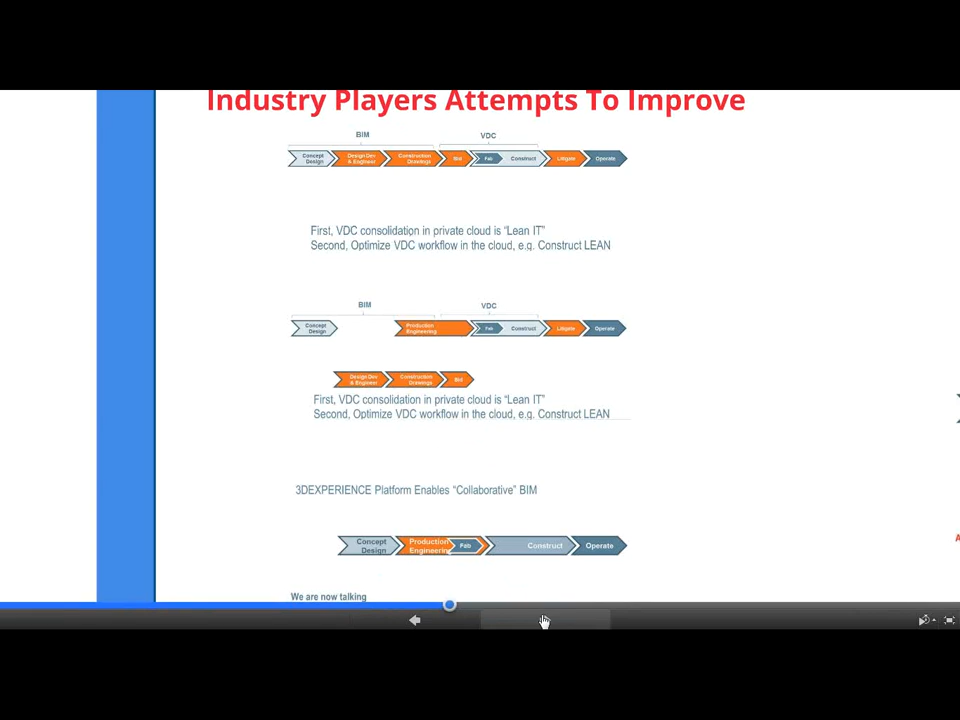 Industry Players Attempts To Improve
BIM
VDC
Concept
Design
Design Dev
& Engineer
Construction
Drawings
Bid
Fab
Construct
Litigate
Operate
First, VDC consolidation in private cloud is “Lean IT”
Second, Optimize VDC workflow in the cloud, e.g. Construct LEAN
BIM
VDC
Concept
Design
Production
Engineering
Fab
Construct
Litigate
Operate
Design Dev
& Engineer
Construction
Drawings
Bid
First, VDC consolidation in private cloud is “Lean IT”
Second, Optimize VDC workflow in the cloud, e.g. Construct LEAN
3DEXPERIENCE Platform Enables “Collaborative” BIM
Concept
Design
Production
Engineering
Fab
Construct
Operate
We are now talking